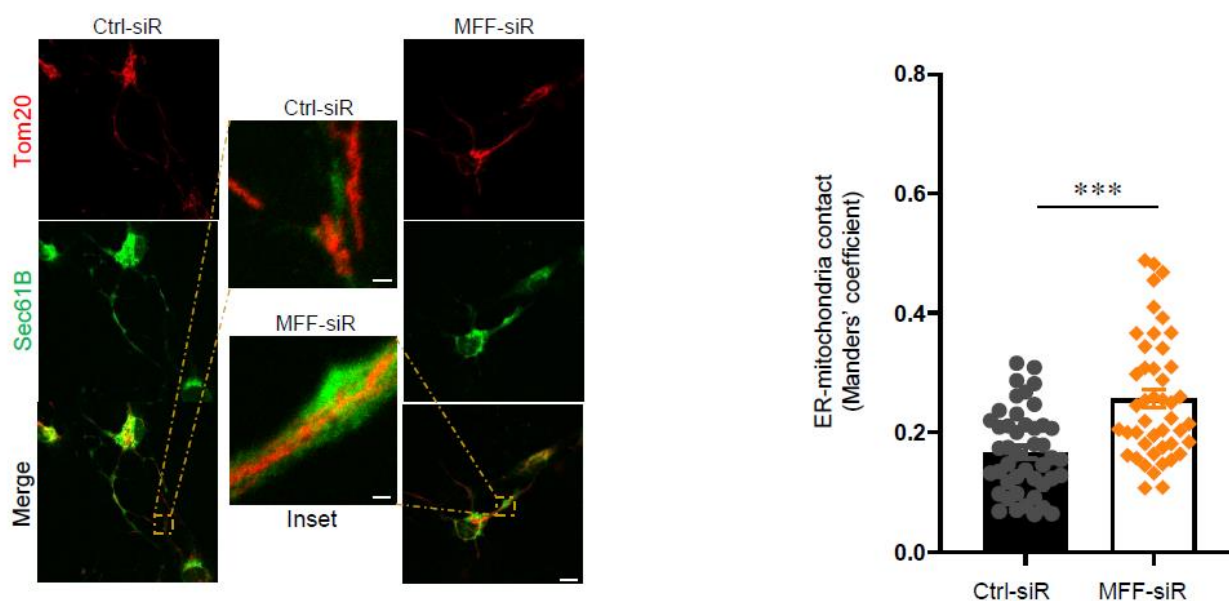 Ctrl-siR
MFF-siR
Tom20
Ctrl-siR
Sec61B
MFF-siR
Merge
Inset
ER-mitochondria contact
(Manders' coefficient)
0.8
0.6
0.4
0.2
0.0
***
Ctrl-siR
MFF-siR